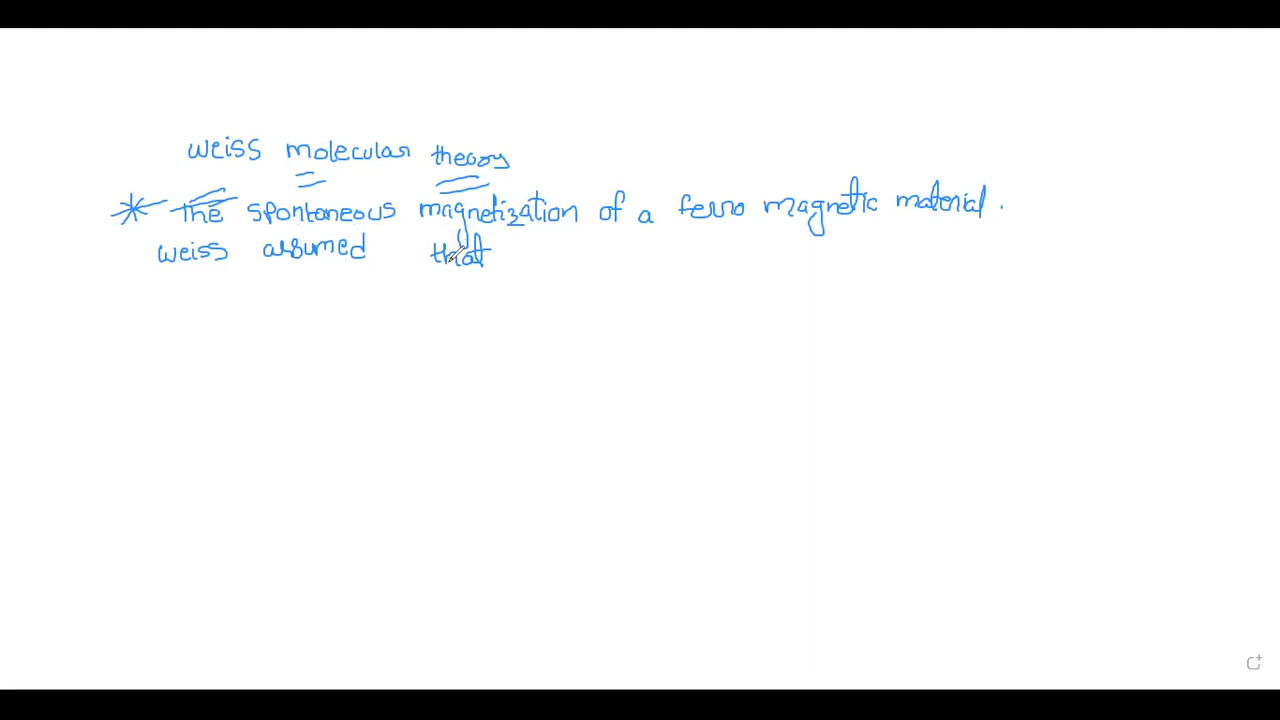 weiss molecular theory
* The spontaneous magnetization of a ferro magnetic material .
weiss assumed that